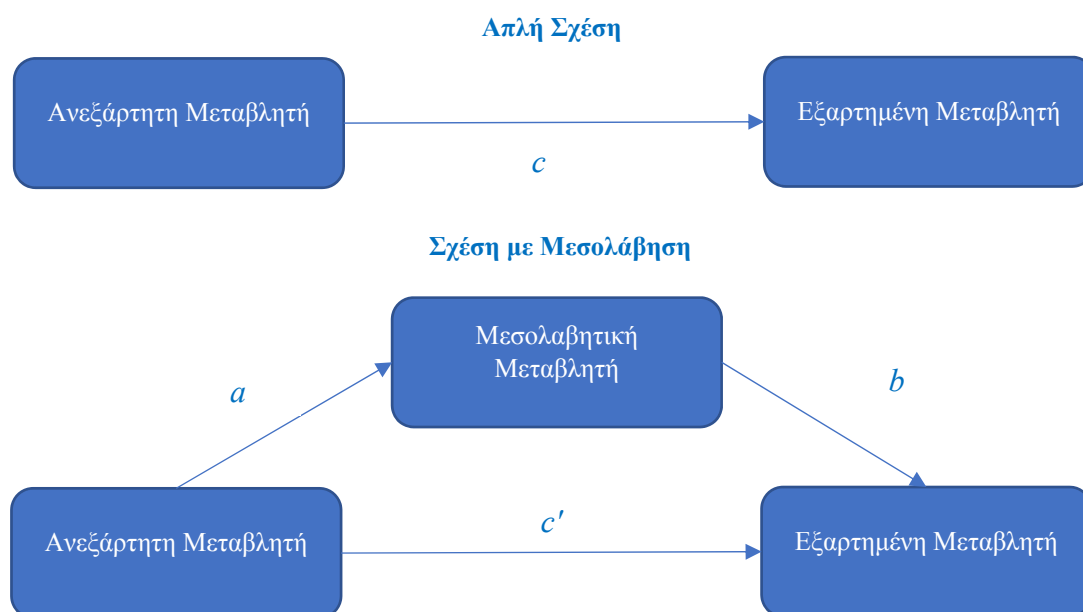 Απλή Σχέση
Ανεξάρτητη Μεταβλητή
Εξαρτημένη Μεταβλητή
c
Σχέση με Μεσολάβηση
Μεσολαβητική
Μεταβλητή
a
b
Ανεξάρτητη Μεταβλητή
c'
Εξαρτημένη Μεταβλητή